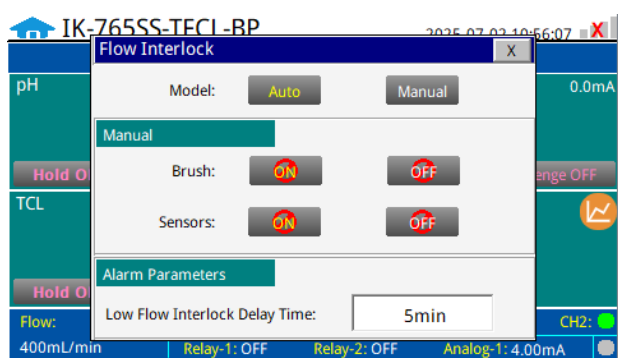 IK-765SS-TECL-BP
2025-07-02 10:56:07 X
Flow Interlock X
pH
0.0mA
Model: Auto Manual
Manual
Hold O
Brush: ON OFF
enge OFF
TCL
Sensors: ON OFF
Alarm Parameters
Hold O
Low Flow Interlock Delay Time: 5min
Flow:
CH2:
400mL/min Relay-1: OFF Relay-2: OFF Analog-1: 4.00mA